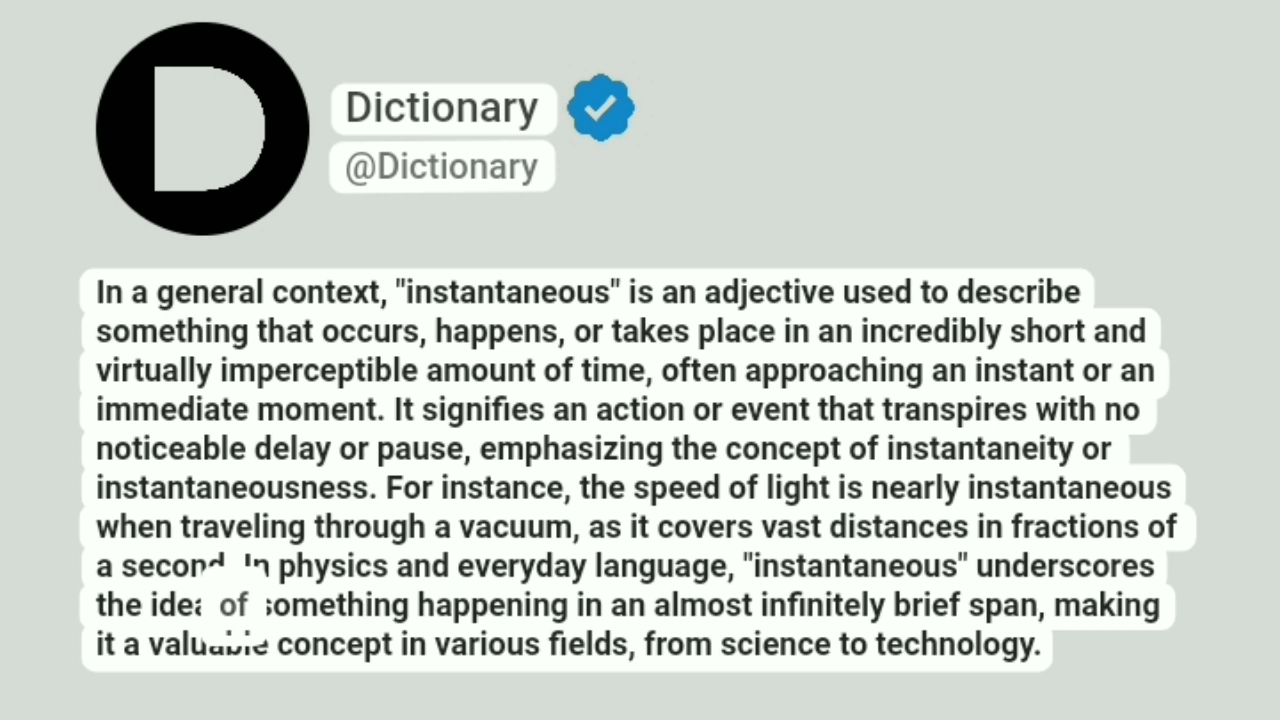 D
Dictionary
@Dictionary
In a general context, "instantaneous" is an adjective used to describe
something that occurs, happens, or takes place in an incredibly short and
virtually imperceptible amount of time, often approaching an instant or an
immediate moment. It signifies an action or event that transpires with no
noticeable delay or pause, emphasizing the concept of instantaneity or
instantaneousness. For instance, the speed of light is nearly instantaneous
when traveling through a vacuum, as it covers vast distances in fractions of
a second. In physics and everyday language, "instantaneous" underscores
the idea of something happening in an almost infinitely brief span, making
it a valuable concept in various fields, from science to technology.